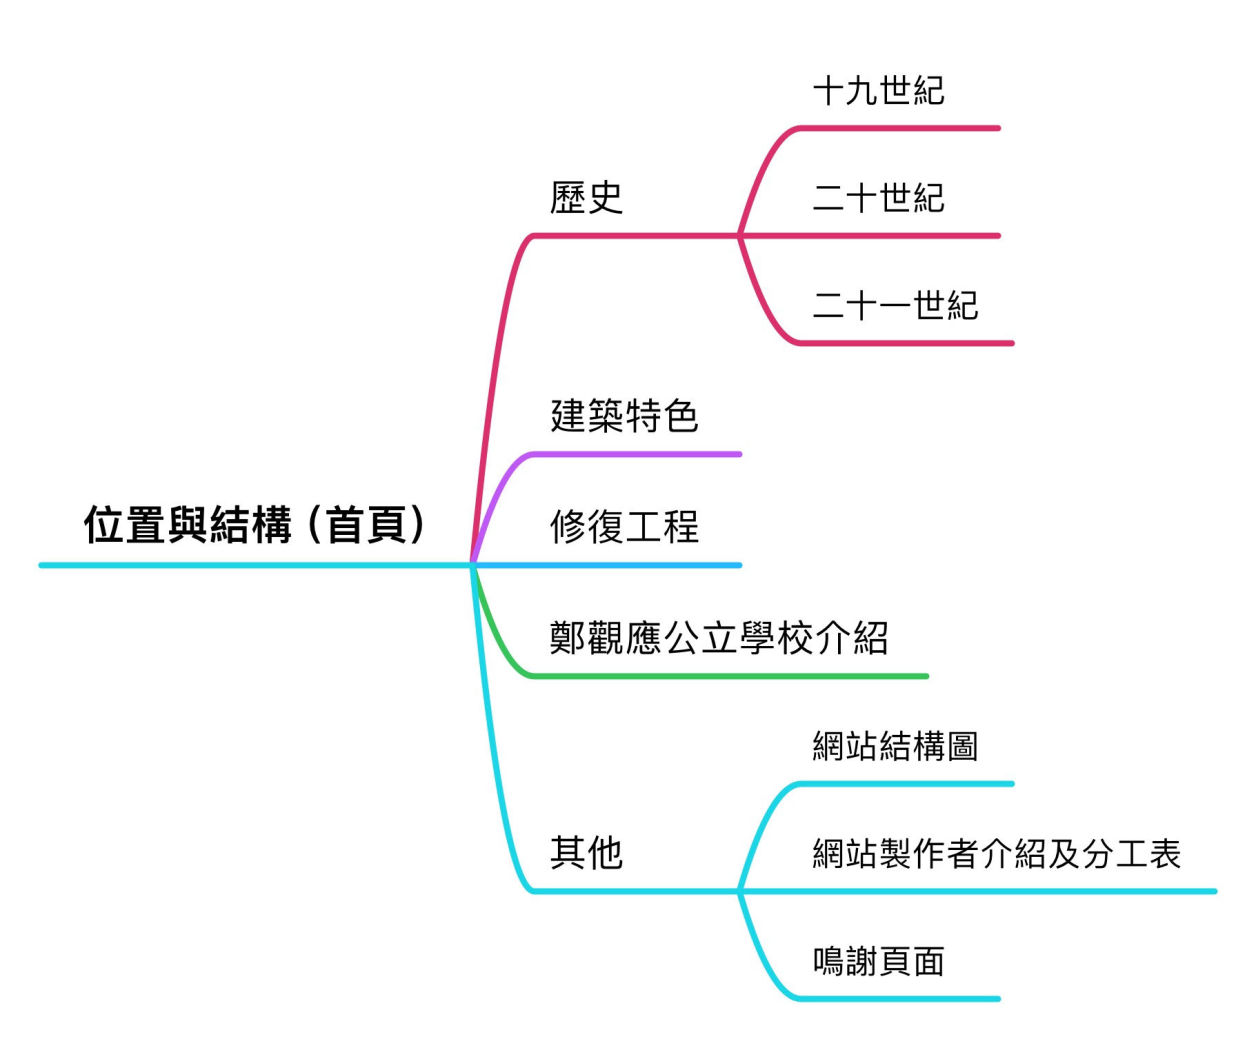 位置與結構（首頁）
歷史
十九世紀
二十世紀
二十一世紀
建築特色
修復工程
鄭觀應公立學校介紹
其他
網站結構圖
網站製作者介紹及分工表
鳴謝頁面